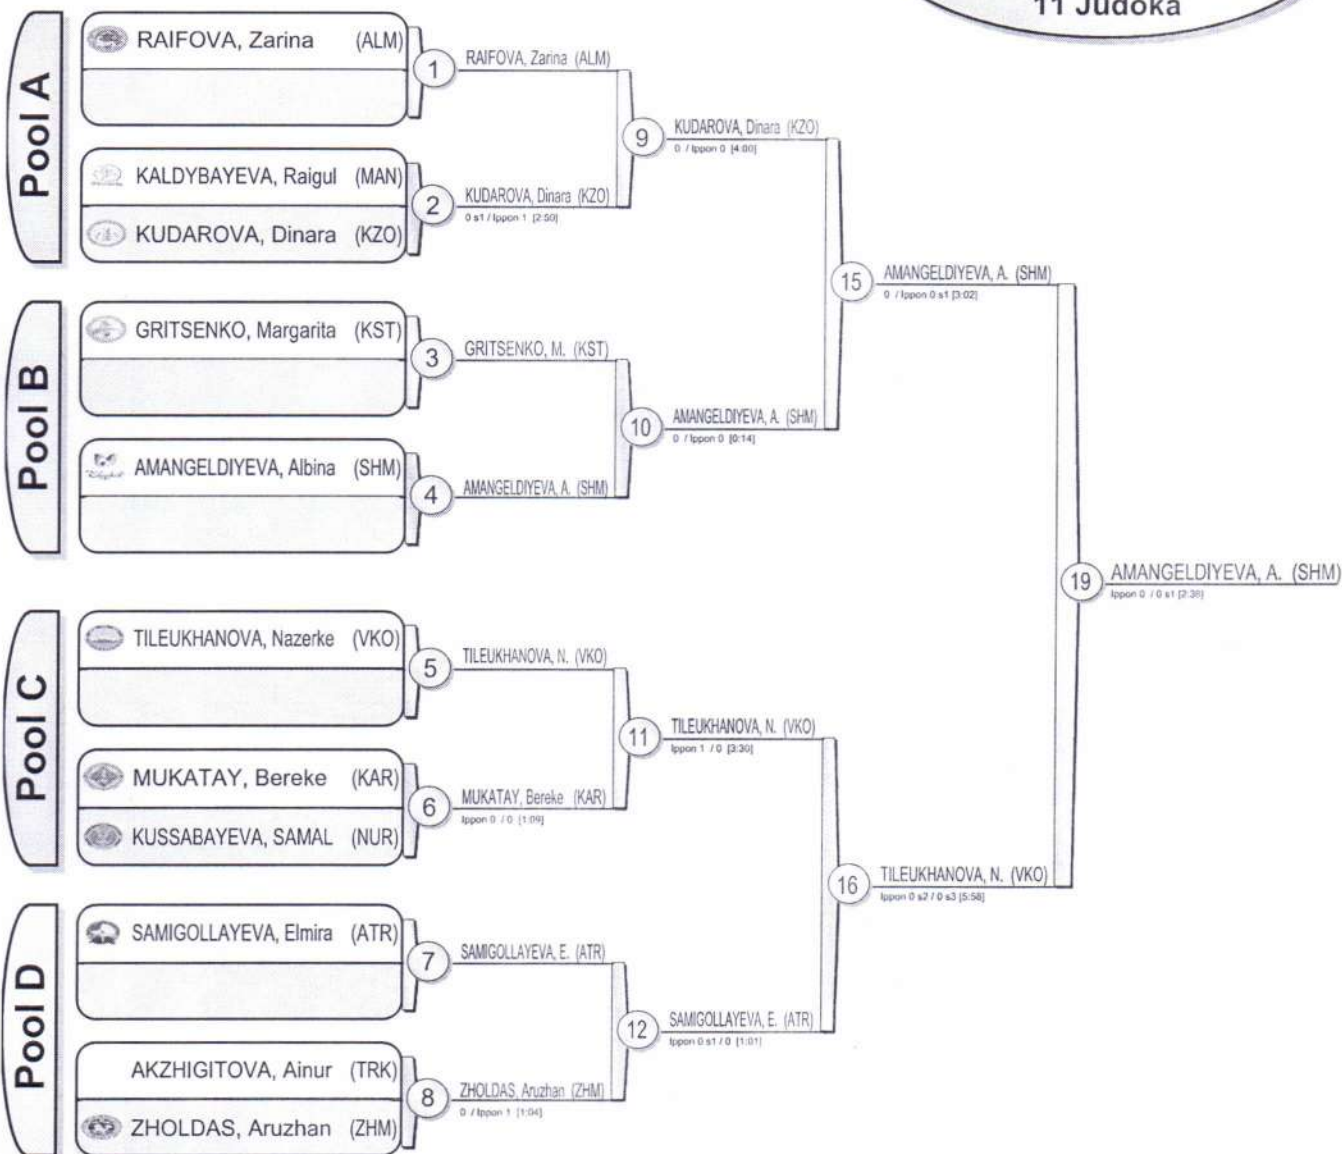 11 Judoka
Pool A
RAIFOVA, Zarina (ALM)
KALDYBAYEVA, Raigul (MAN)
KUDAROVA, Dinara (KZO)
Pool B
GRITSENKO, Margarita (KST)
AMANGELDIYEVA, Albina (SHM)
Pool C
TILEUKHANOVA, Nazerke (VKO)
MUKATAY, Bereke (KAR)
KUSSABAYEVA, SAMAL (NUR)
Pool D
SAMIGOLLAYEVA, Elmira (ATR)
AKZHIGITOVA, Ainur (TRK)
ZHOLDAS, Aruzhan (ZHM)
1
RAIFOVA, Zarina (ALM)
2
KUDAROVA, Dinara (KZO)
0 s1 / Ippon 1 [2:50]
3
GRITSENKO, M. (KST)
4
AMANGELDIYEVA, A. (SHM)
5
TILEUKHANOVA, N. (VKO)
6
MUKATAY, Bereke (KAR)
Ippon 0 / 0 [1:09]
7
SAMIGOLLAYEVA, E. (ATR)
8
ZHOLDAS, Aruzhan (ZHM)
0 / Ippon 1 [1:04]
9
KUDAROVA, Dinara (KZO)
0 / Ippon 0 [4:00]
10
AMANGELDIYEVA, A. (SHM)
0 / Ippon 0 [0:14]
11
TILEUKHANOVA, N. (VKO)
Ippon 1 / 0 [3:30]
12
SAMIGOLLAYEVA, E. (ATR)
Ippon 0 s1 / 0 [1:01]
15
AMANGELDIYEVA, A. (SHM)
0 / Ippon 0 s1 [3:02]
16
TILEUKHANOVA, N. (VKO)
Ippon 0 s2 / 0 s3 [5:58]
19
AMANGELDIYEVA, A. (SHM)
Ippon 0 / 0 s1 [2:38]